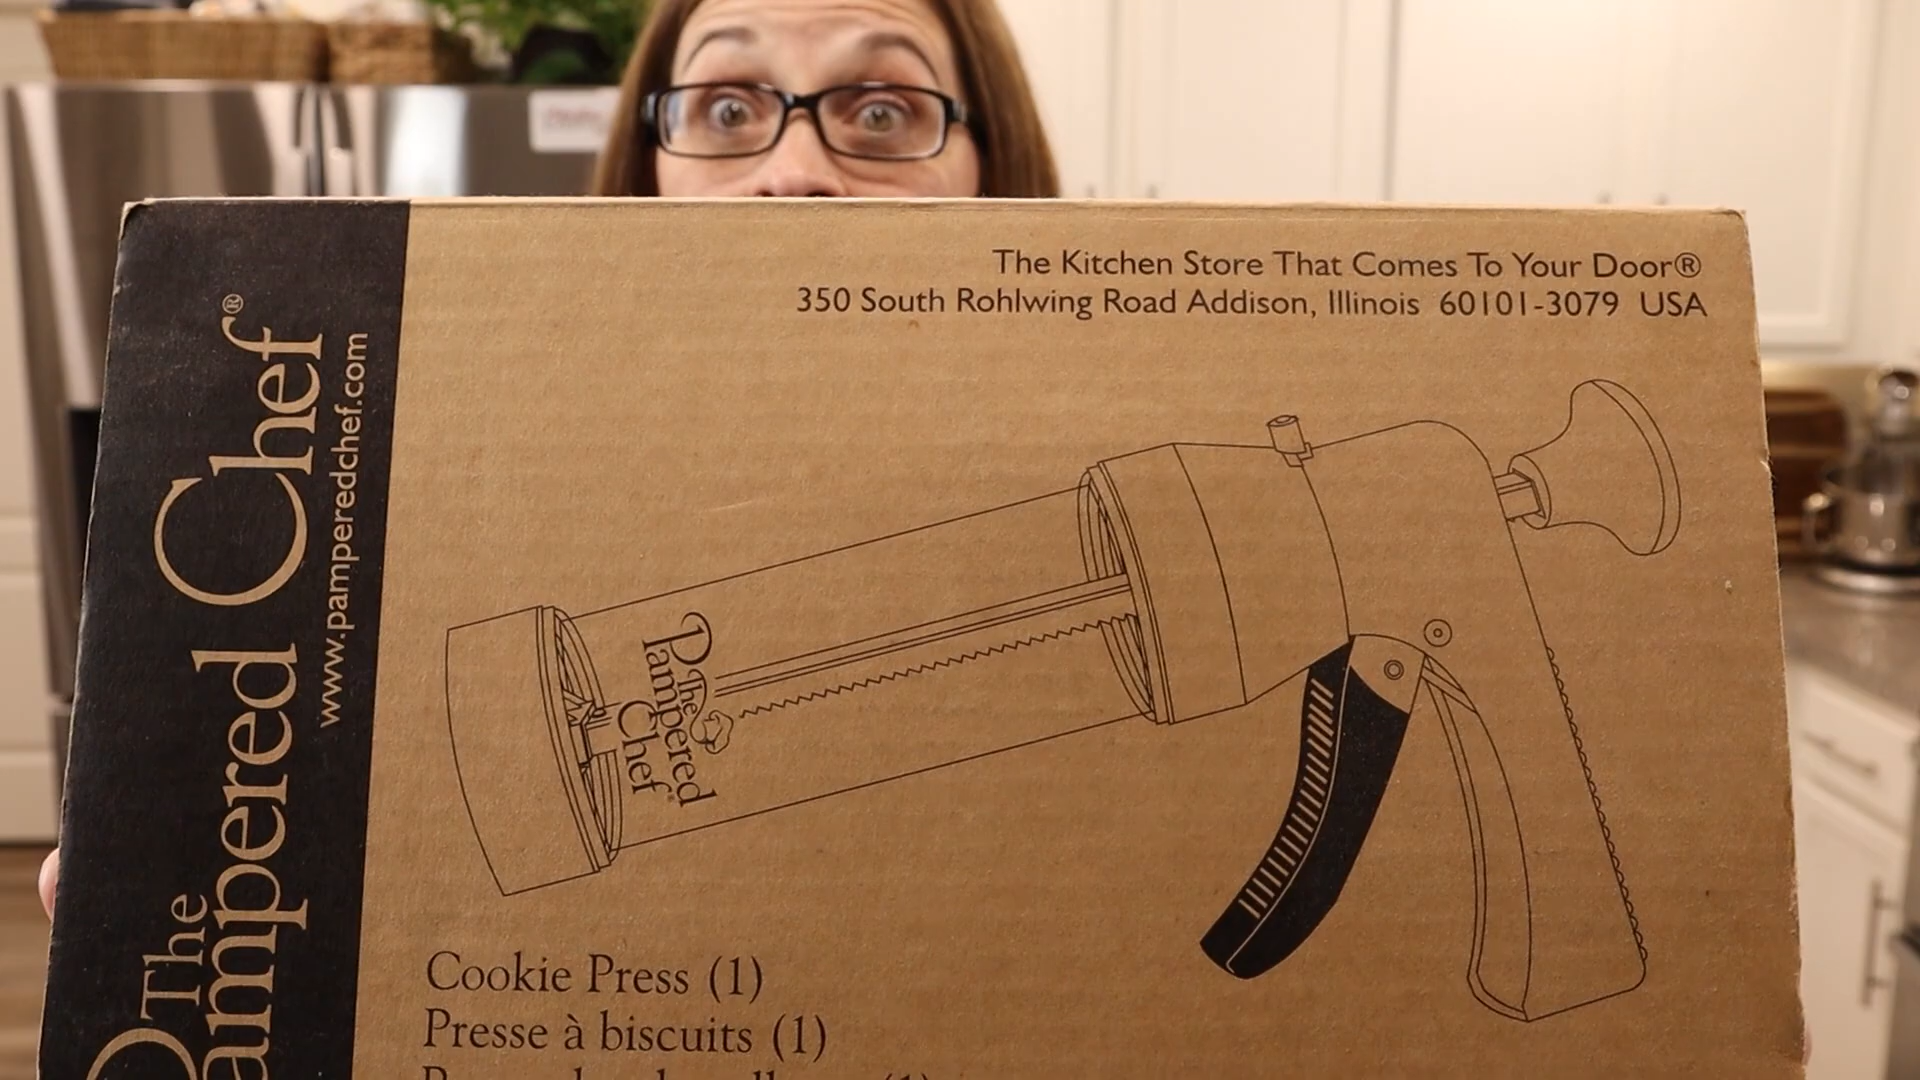 The Kitchen Store That Comes To Your Door®
350 South Rohlwing Road Addison, Illinois 60101-3079 USA
The
Pampered Chef®
www.pamperedchef.com
The
Pampered
Chef
Cookie Press (1)
Presse à biscuits (1)
(1)